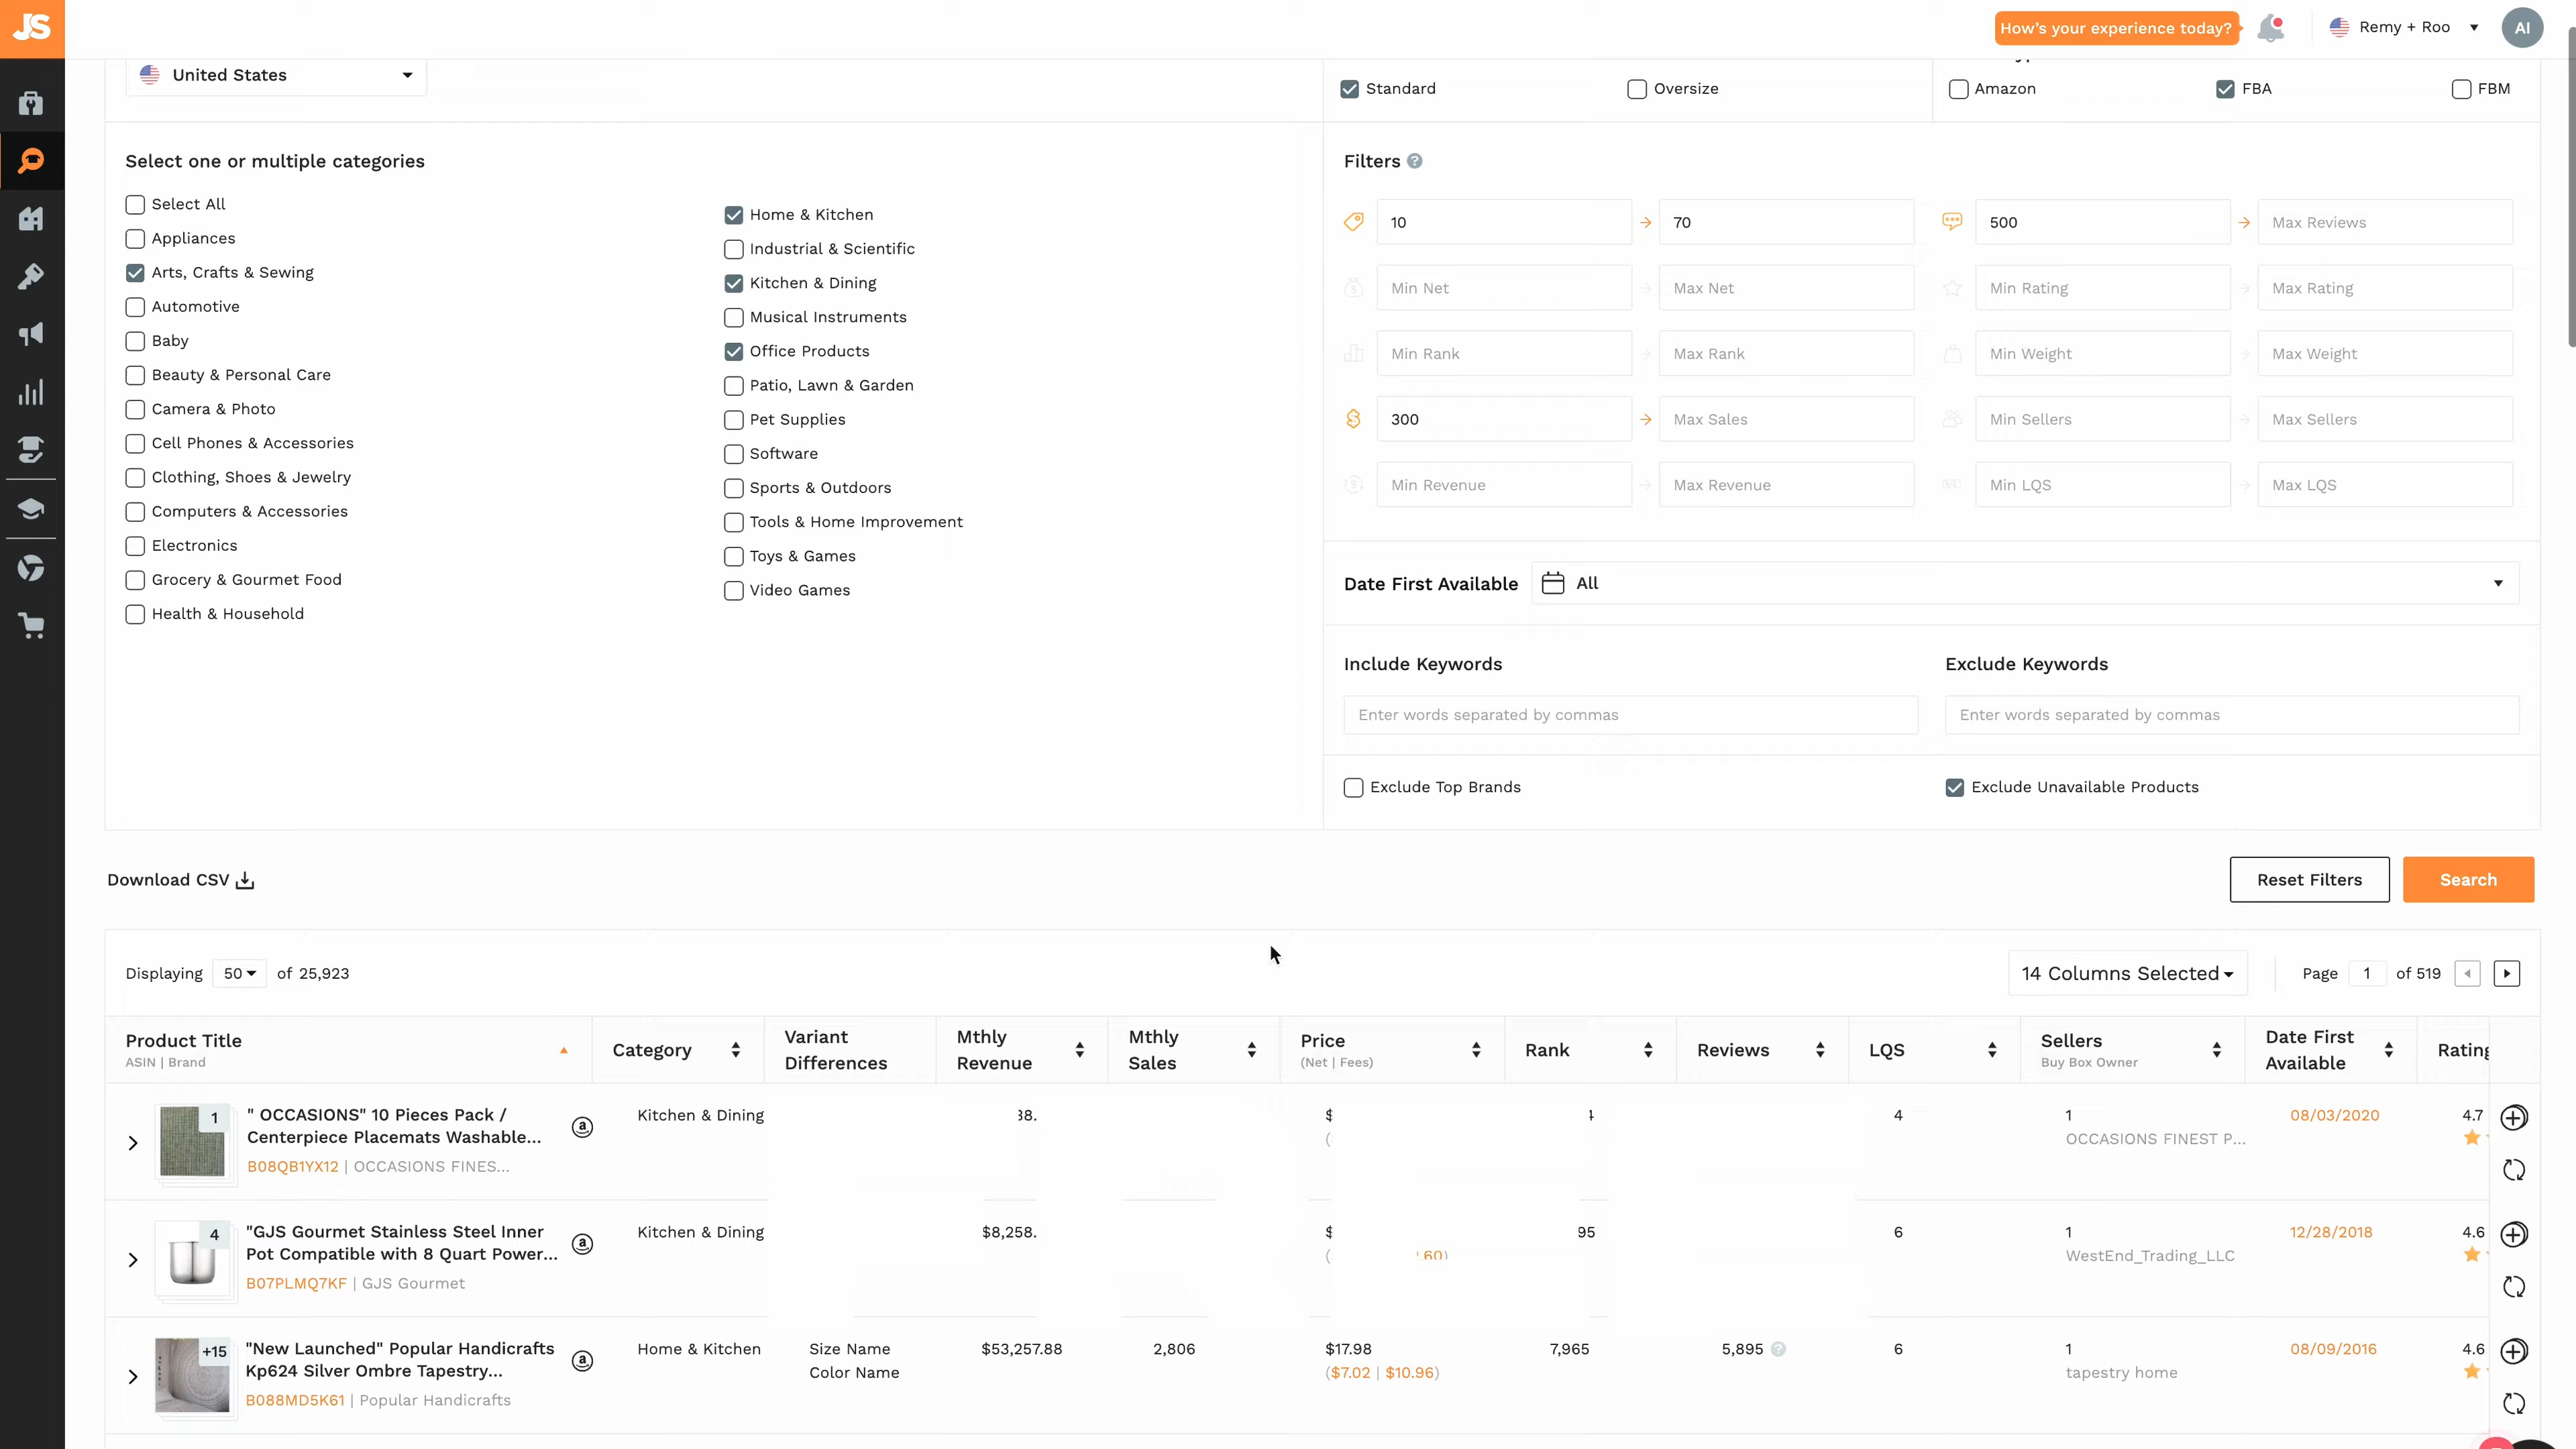 JS
How's your experience today?
Remy + Roo
AI
United States
Standard
Oversize
Amazon
FBA
FBM
Select one or multiple categories
Select All
Appliances
Arts, Crafts & Sewing
Automotive
Baby
Beauty & Personal Care
Camera & Photo
Cell Phones & Accessories
Clothing, Shoes & Jewelry
Computers & Accessories
Electronics
Grocery & Gourmet Food
Health & Household
Home & Kitchen
Industrial & Scientific
Kitchen & Dining
Musical Instruments
Office Products
Patio, Lawn & Garden
Pet Supplies
Software
Sports & Outdoors
Tools & Home Improvement
Toys & Games
Video Games
Filters ?
10 70 500 Max Reviews
Min Net Max Net Min Rating Max Rating
Min Rank Max Rank Min Weight Max Weight
300 Max Sales Min Sellers Max Sellers
Min Revenue Max Revenue Min LQS Max LQS
Date First Available All
Include Keywords
Enter words separated by commas
Exclude Keywords
Enter words separated by commas
Exclude Top Brands
Exclude Unavailable Products
Download CSV
Reset Filters
Search
Displaying 50 of 25,923
14 Columns Selected
Page 1 of 519
Product Title
ASIN | Brand
Category
Variant
Differences
Mthly
Revenue
Mthly
Sales
Price
(Net | Fees)
Rank
Reviews
LQS
Sellers
Buy Box Owner
Date First
Available
Rating
1
" OCCASIONS" 10 Pieces Pack /
Centerpiece Placemats Washable...
B08QB1YX12 | OCCASIONS FINES...
a
Kitchen & Dining
38.
$
(
4
1
OCCASIONS FINEST P...
08/03/2020
4.7
4
"GJS Gourmet Stainless Steel Inner
Pot Compatible with 8 Quart Power...
B07PLMQ7KF | GJS Gourmet
a
Kitchen & Dining
$8,258.
$
(
.60)
95
6
1
WestEnd_Trading_LLC
12/28/2018
4.6
+15
"New Launched" Popular Handicrafts
Kp624 Silver Ombre Tapestry...
B088MD5K61 | Popular Handicrafts
a
Home & Kitchen
Size Name
Color Name
$53,257.88
2,806
$17.98
($7.02 | $10.96)
7,965
5,895 ?
6
1
tapestry home
08/09/2016
4.6